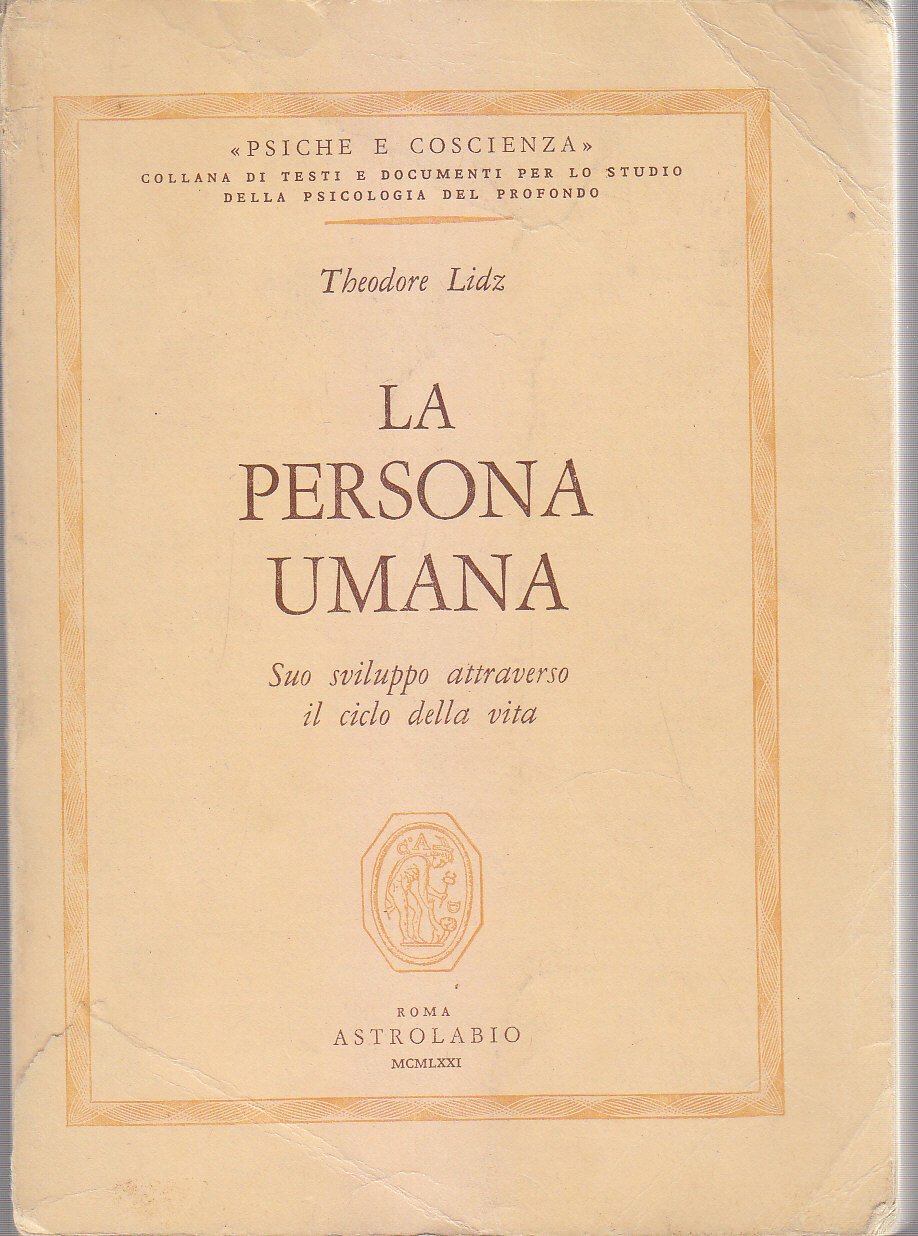 «PSICHE E COSCIENZA»
COLLANA DI TESTI E DOCUMENTI PER LO STUDIO
DELLA PSICOLOGIA DEL PROFONDO
Theodore Lidz
LA
PERSONA
UMANA
Suo sviluppo attraverso
il ciclo della vita
ROMA
ASTROLABIO
MCMLXXI